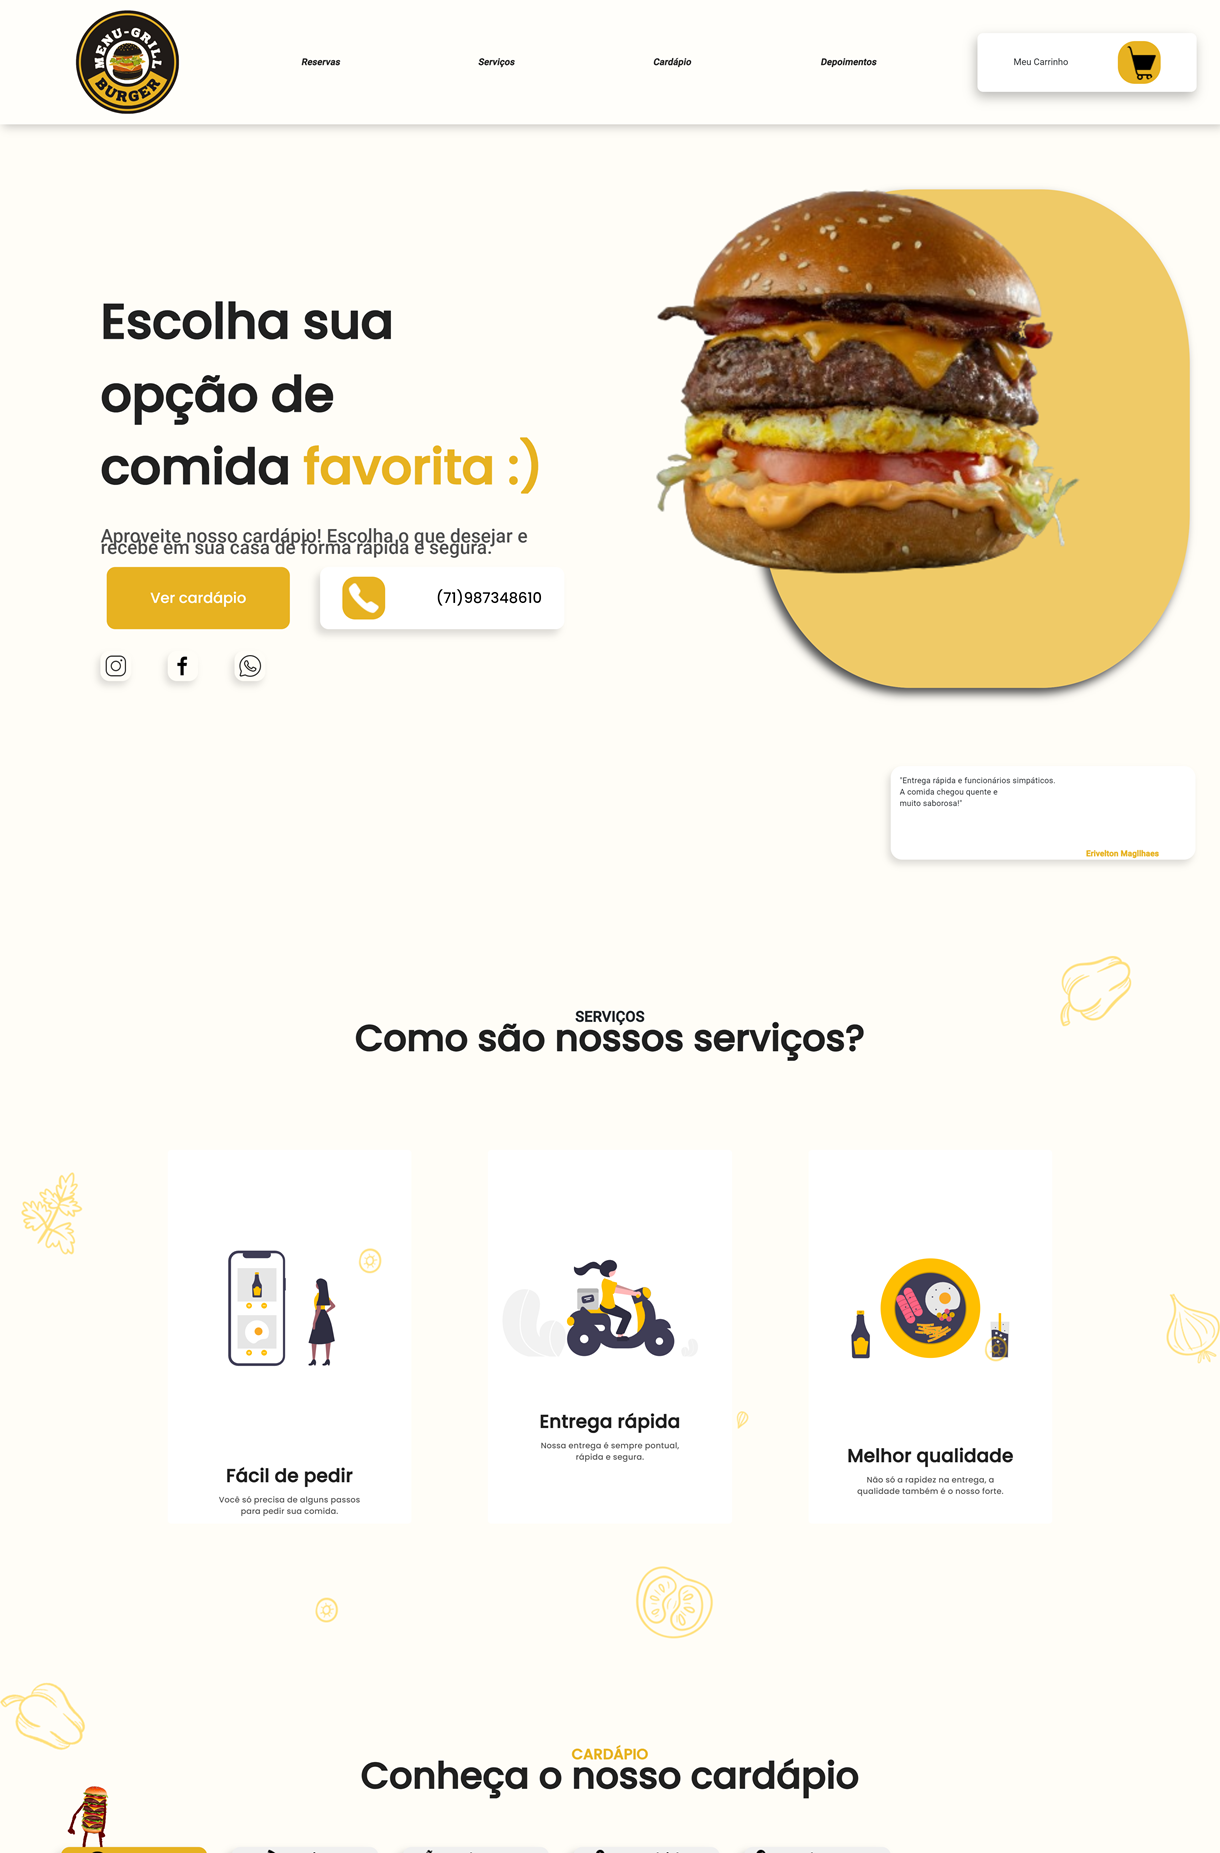 MENU-GRILL
BURGER
Reservas
Serviços
Cardápio
Depoimentos
Meu Carrinho
Escolha sua
opção de
comida favorita :)
Aproveite nosso cardápio! Escolha o que desejar e
recebe em sua casa de forma rápida e segura.
Ver cardápio
(71)987348610
"Entrega rápida e funcionários simpáticos.
A comida chegou quente e
muito saborosa!"
Erivelton Magllhaes
SERVIÇOS
Como são nossos serviços?
Fácil de pedir
Você só precisa de alguns passos
para pedir sua comida.
Entrega rápida
Nossa entrega é sempre pontual,
rápida e segura.
Melhor qualidade
Não só a rapidez na entrega, a
qualidade também é o nosso forte.
CARDÁPIO
Conheça o nosso cardápio